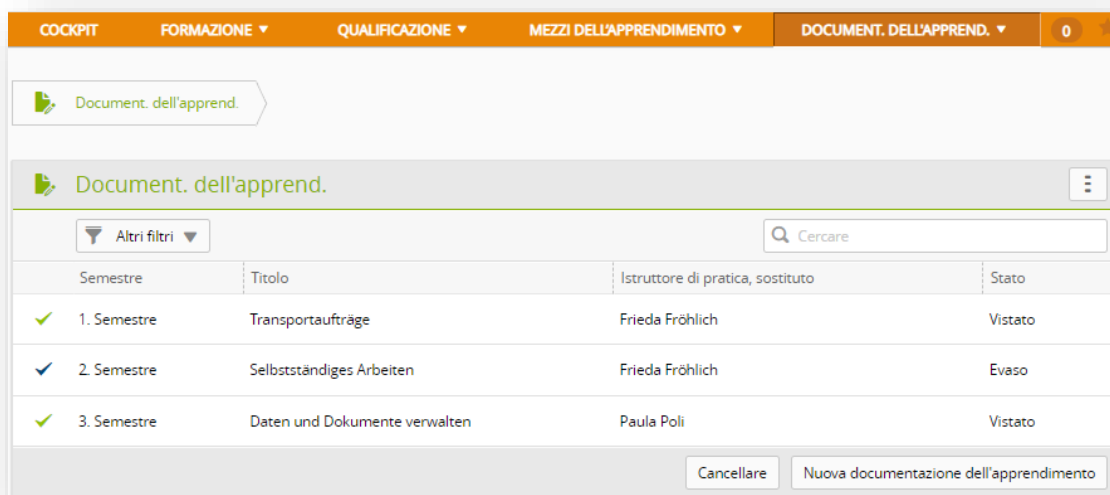 COCKPIT FORMAZIONE QUALIFICAZIONE MEZZI DELL'APPRENDIMENTO DOCUMENT. DELL'APPREND. 0
Document. dell'apprend.
Document. dell'apprend.
Altri filtri Cercare
Semestre Titolo Istruttore di pratica, sostituto Stato
1. Semestre Transportaufträge Frieda Fröhlich Vistato
2. Semestre Selbstständiges Arbeiten Frieda Fröhlich Evaso
3. Semestre Daten und Dokumente verwalten Paula Poli Vistato
Cancellare Nuova documentazione dell'apprendimento